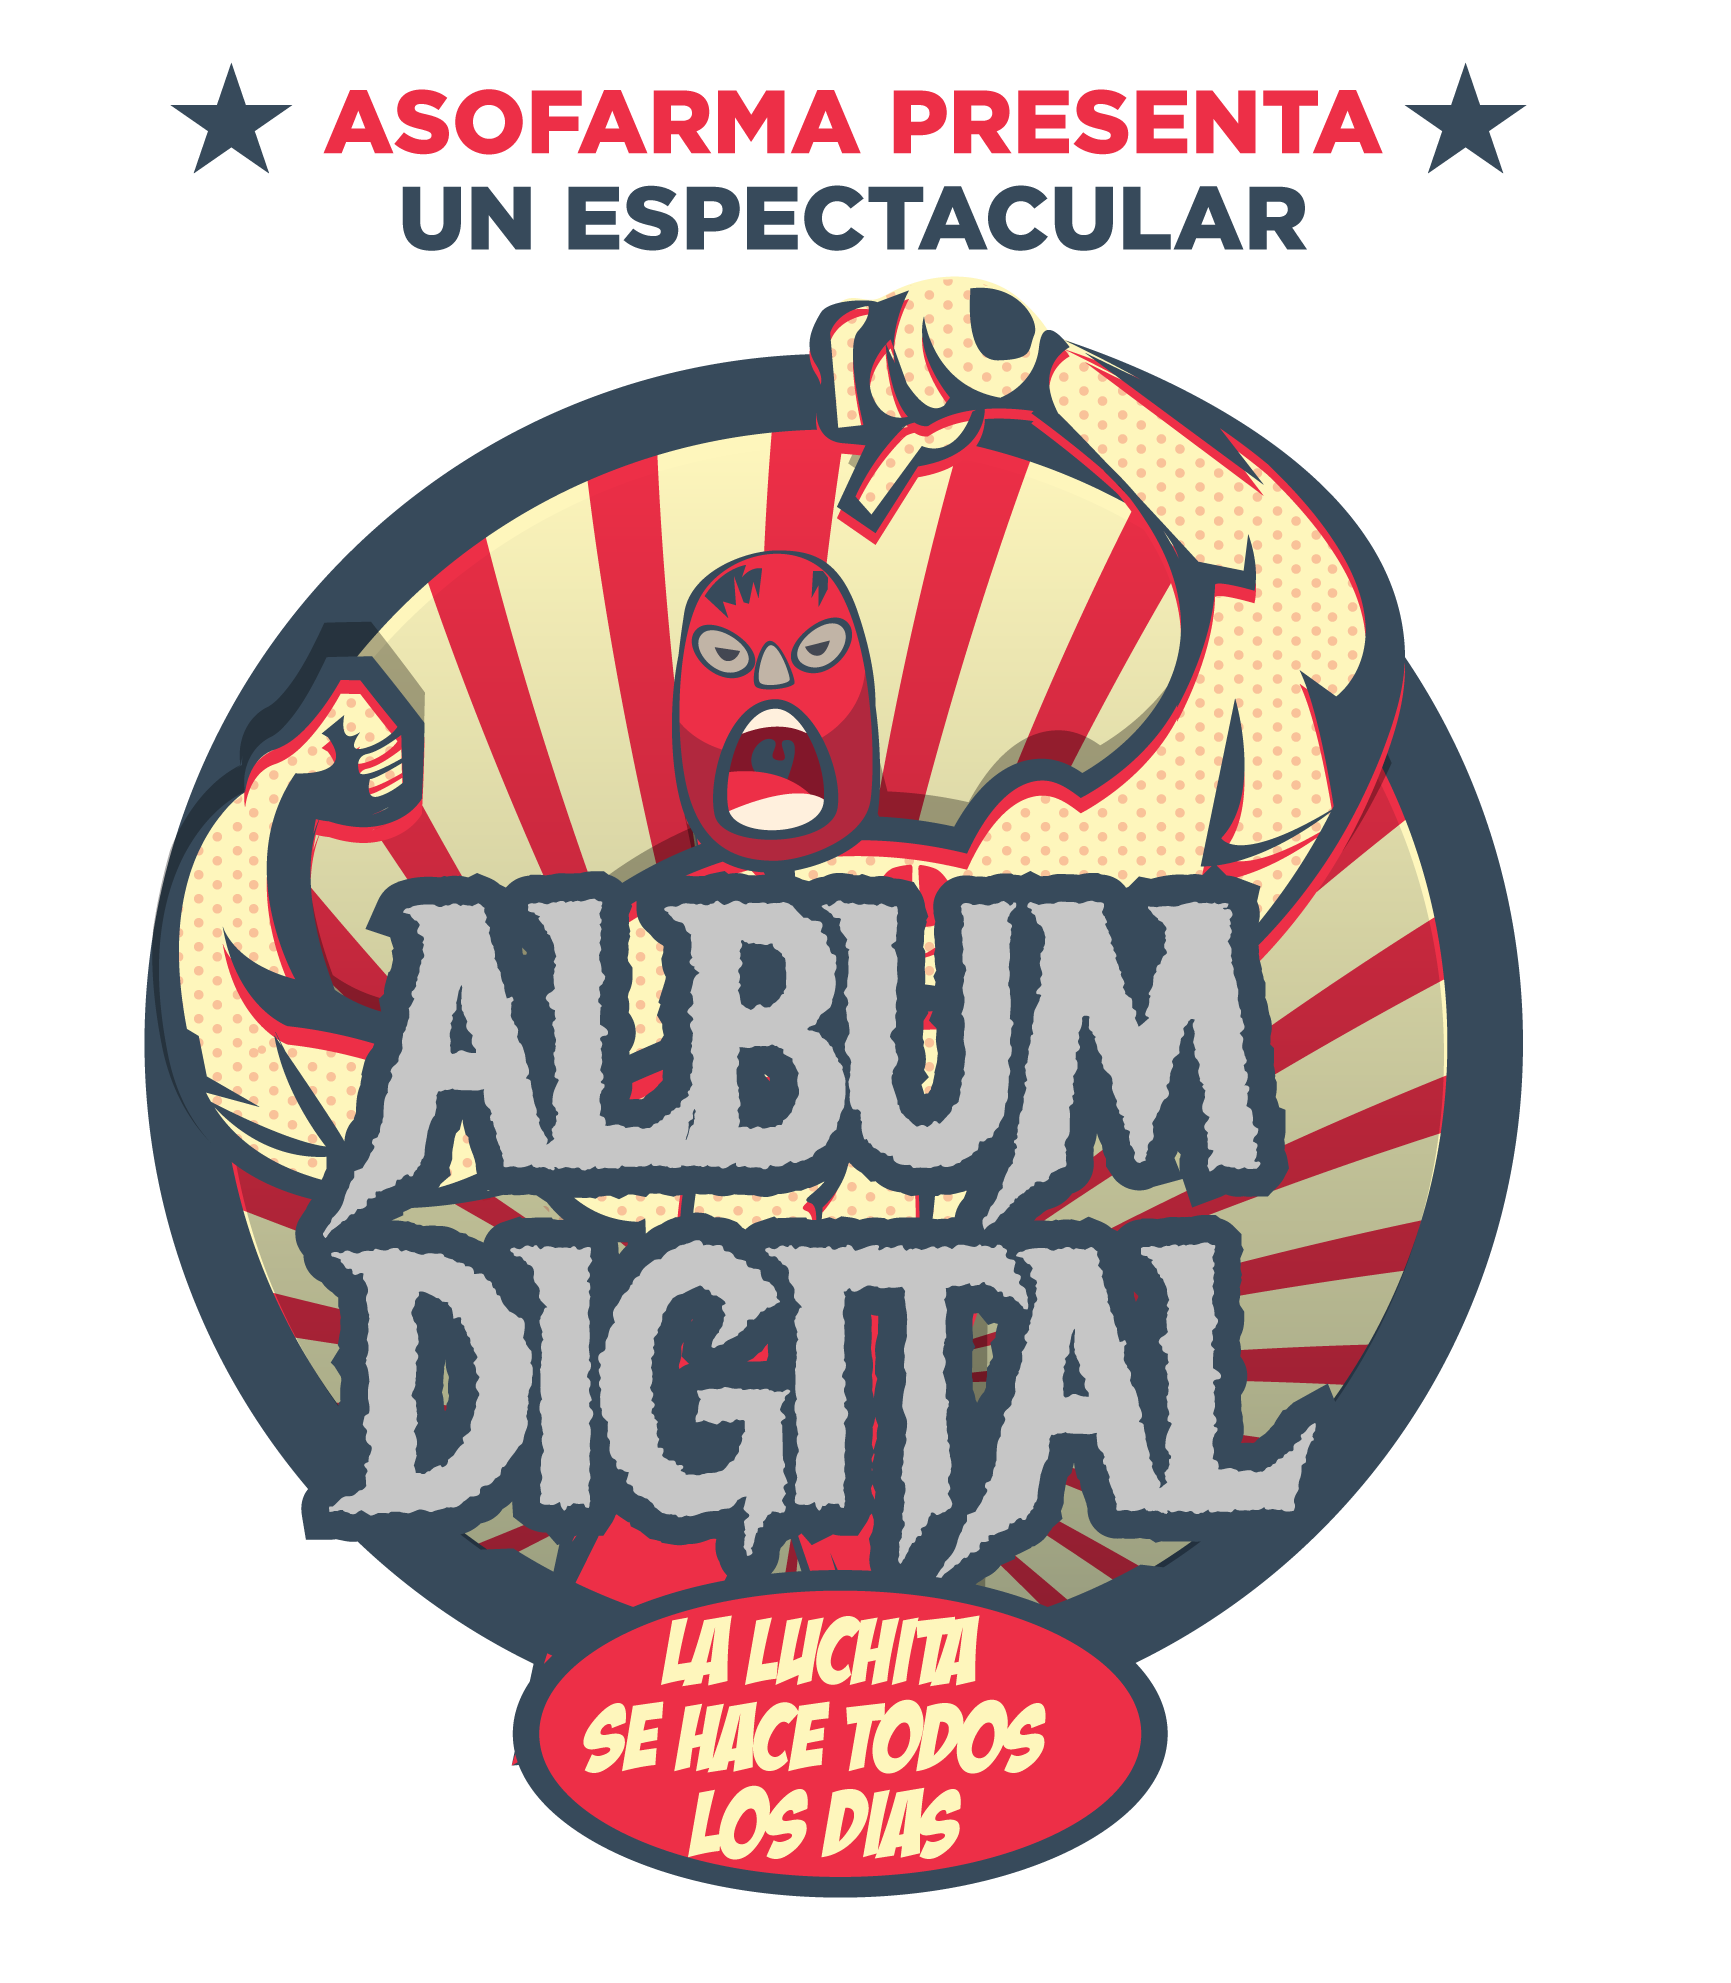 ASOFARMA PRESENTA
UN ESPECTACULAR
ALBUM
DIGITAL
LA LUCHITA
SE HACE TODOS
LOS DIAS